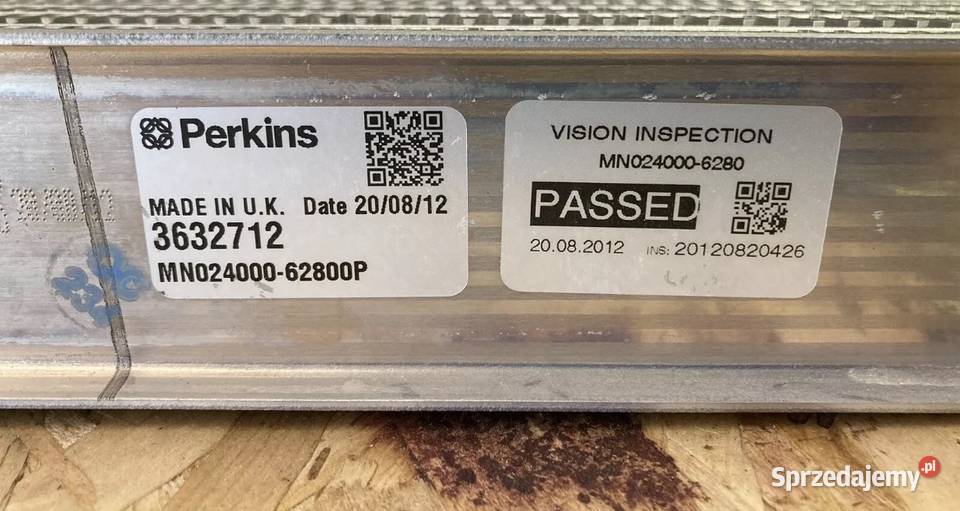 Perkins
MADE IN U.K. Date 20/08/12
3632712
MN024000-62800P
VISION INSPECTION
MN024000-6280
PASSED
20.08.2012 INS: 20120820426
Sprzedajemy.pl